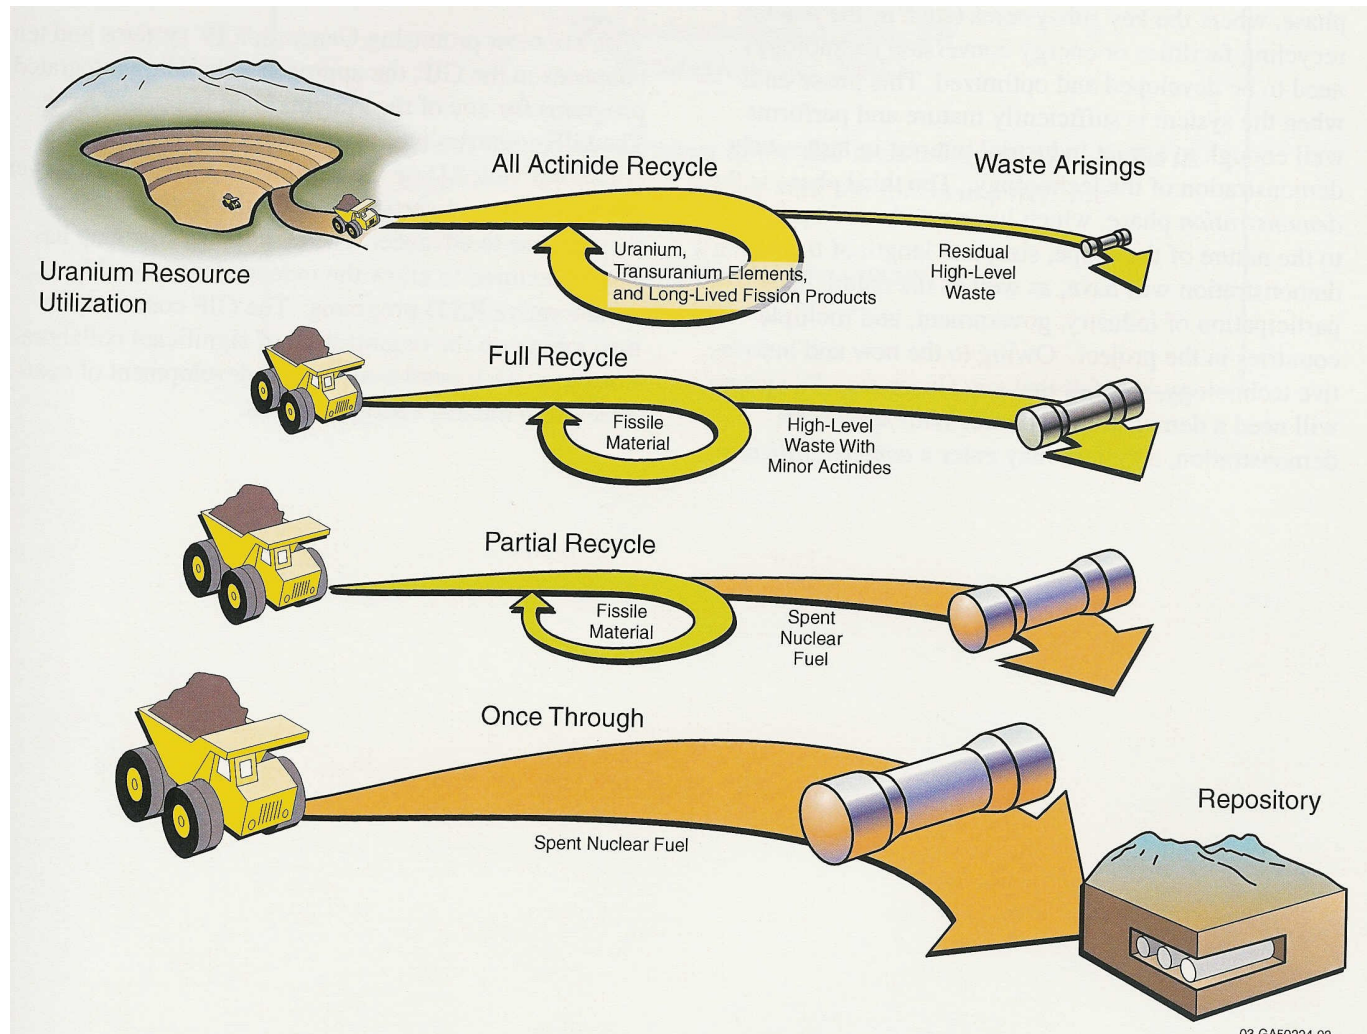 All Actinide Recycle
Waste Arisings
Uranium,
Transuranium Elements,
and Long-Lived Fission Products
Residual
High-Level
Waste
Uranium Resource
Utilization
Full Recycle
Fissile
Material
High-Level
Waste With
Minor Actinides
Partial Recycle
Fissile
Material
Spent
Nuclear
Fuel
Once Through
Spent Nuclear Fuel
Repository